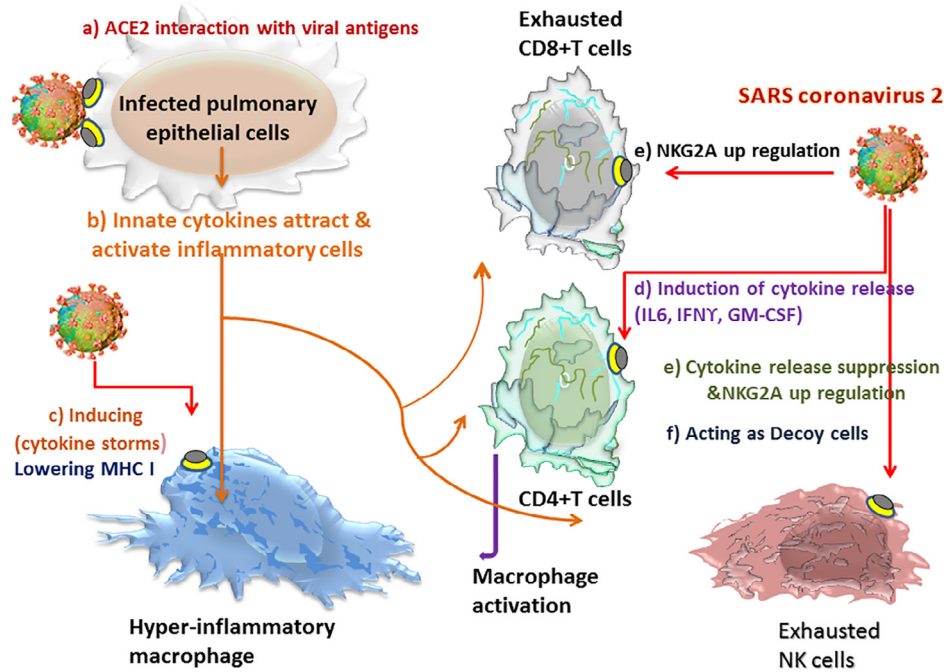 a) ACE2 interaction with viral antigens
Infected pulmonary
epithelial cells
b) Innate cytokines attract &
activate inflammatory cells
c) Inducing
(cytokine storms)
Lowering MHC I
Hyper-inflammatory
macrophage
Exhausted
CD8+T cells
SARS coronavirus 2
e) NKG2A up regulation
d) Induction of cytokine release
(IL6, IFNϒ, GM-CSF)
e) Cytokine release suppression
&NKG2A up regulation
f) Acting as Decoy cells
CD4+T cells
Macrophage
activation
Exhausted
NK cells